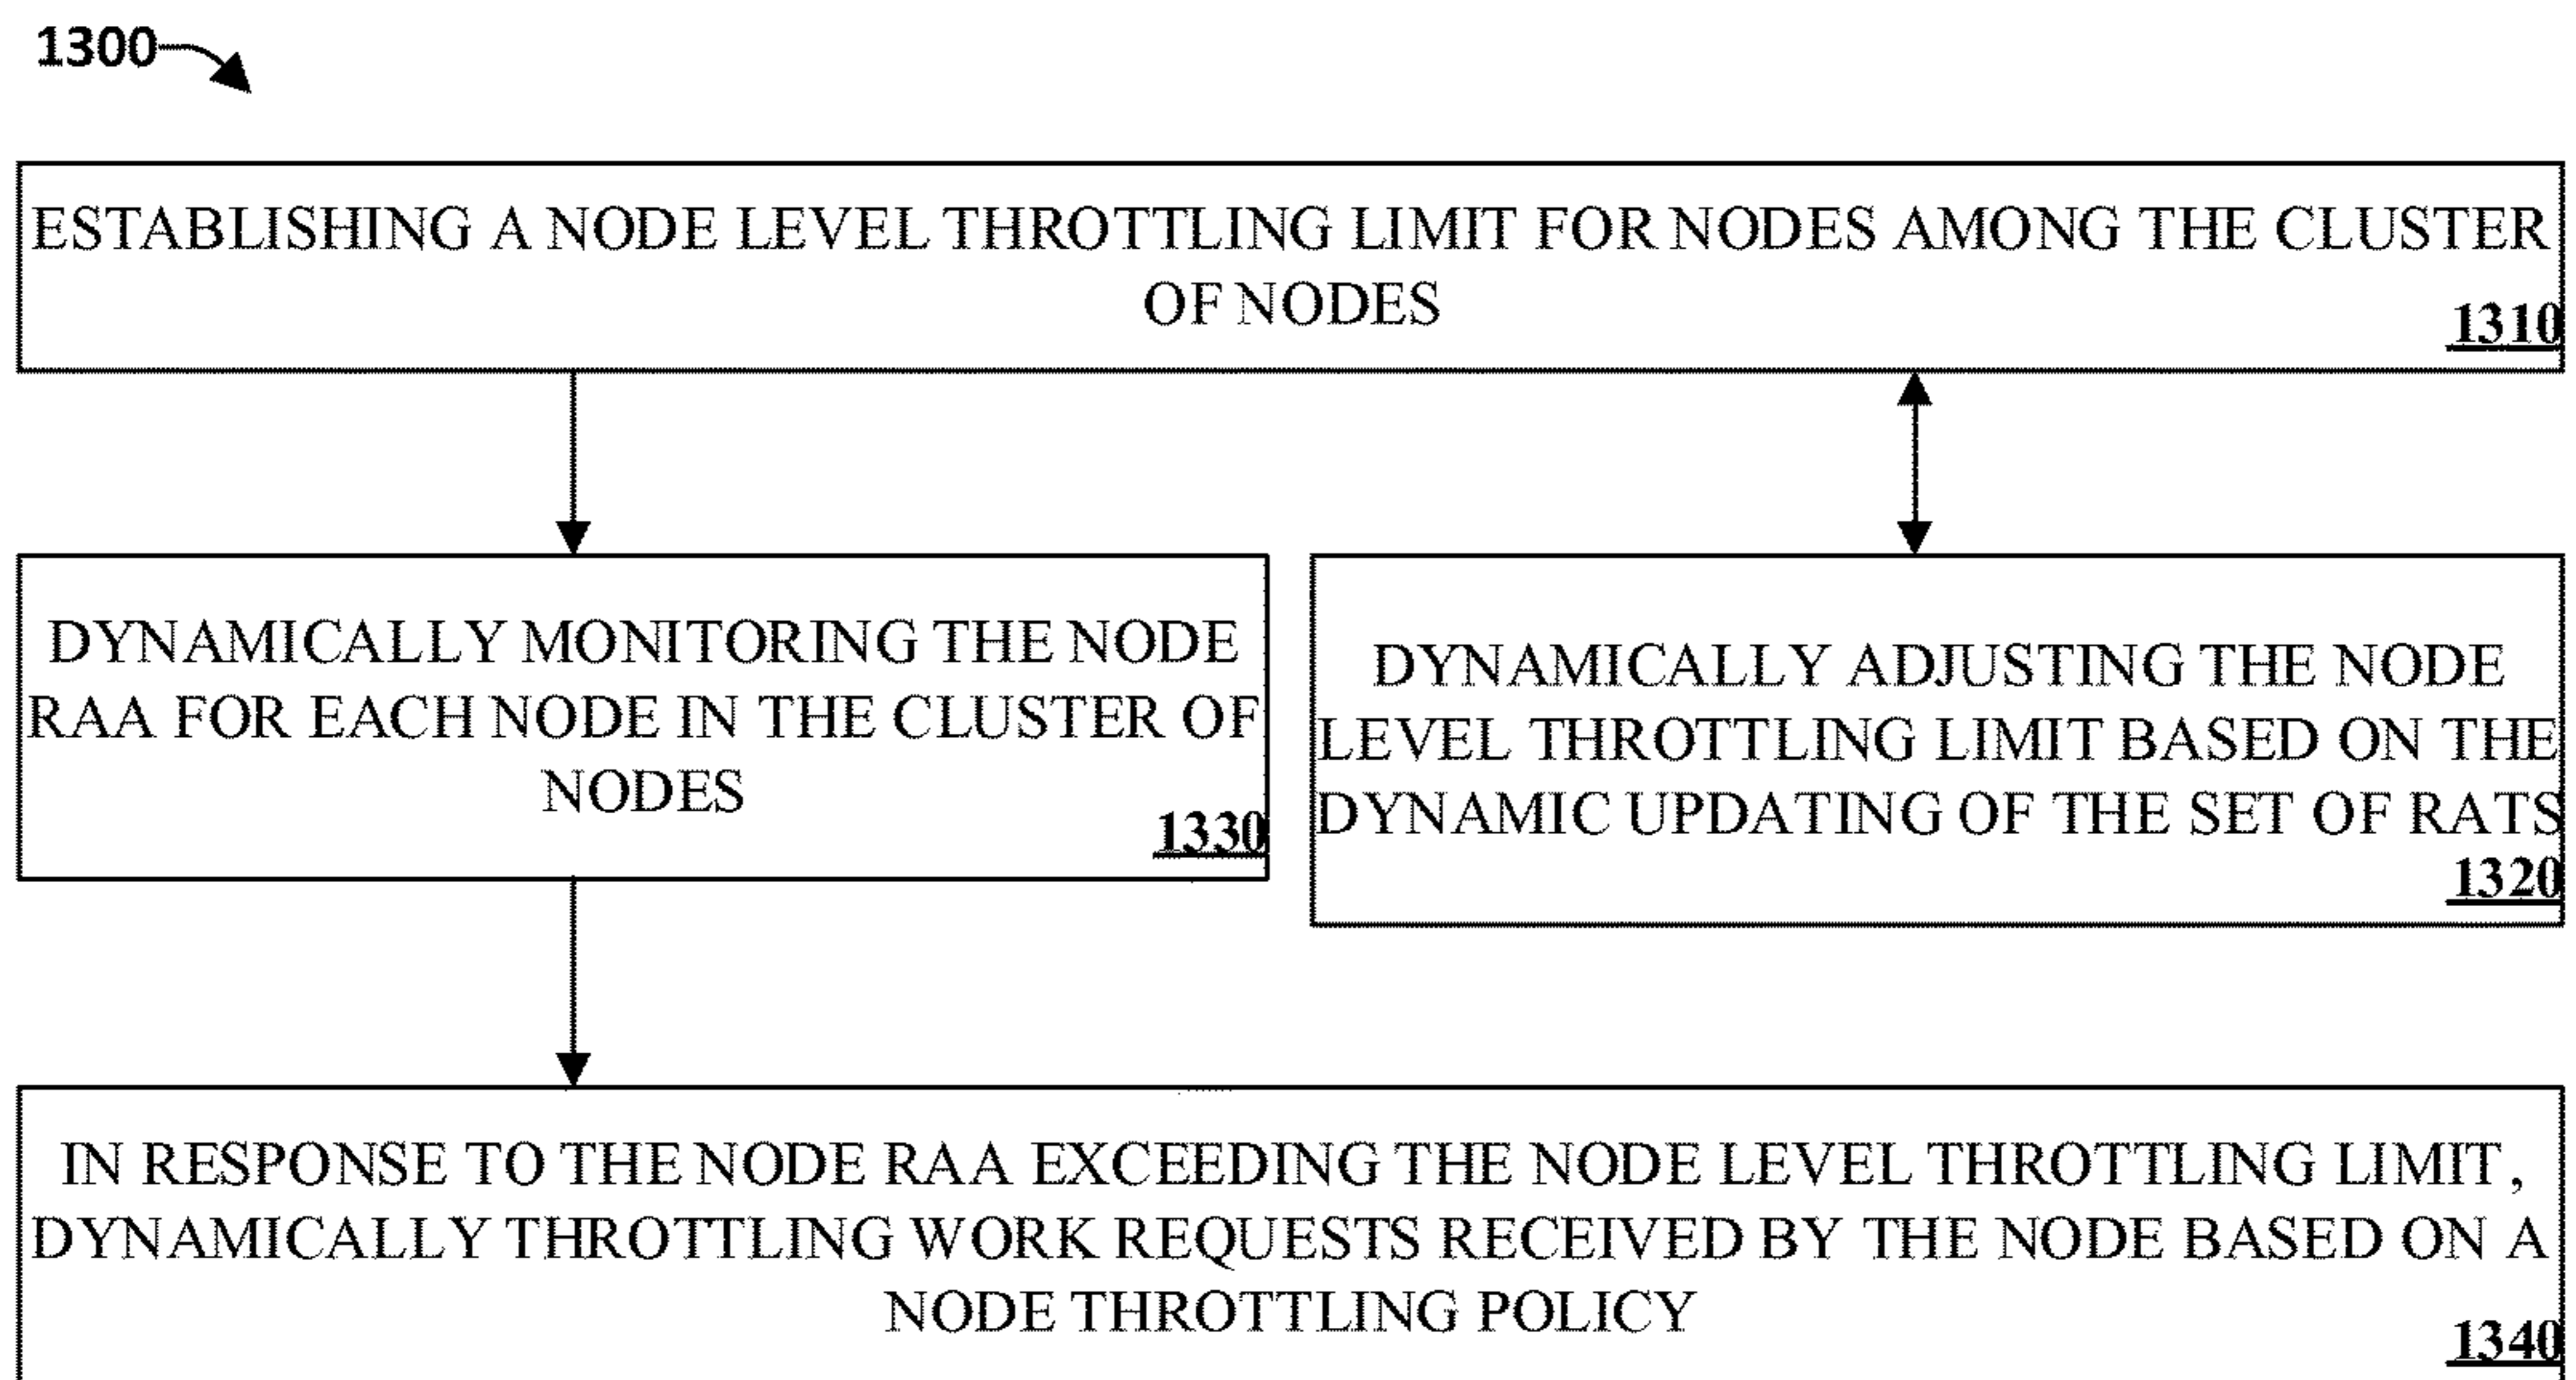 1300
ESTABLISHING A NODE LEVEL THROTTLING LIMIT FOR NODES AMONG THE CLUSTER
OF NODES
1310
DYNAMICALLY MONITORING THE NODE
RAA FOR EACH NODE IN THE CLUSTER OF
NODES
1330
DYNAMICALLY ADJUSTING THE NODE
LEVEL THROTTLING LIMIT BASED ON THE
DYNAMIC UPDATING OF THE SET OF RATS
1320
IN RESPONSE TO THE NODE RAA EXCEEDING THE NODE LEVEL THROTTLING LIMIT,
DYNAMICALLY THROTTLING WORK REQUESTS RECEIVED BY THE NODE BASED ON A
NODE THROTTLING POLICY
1340